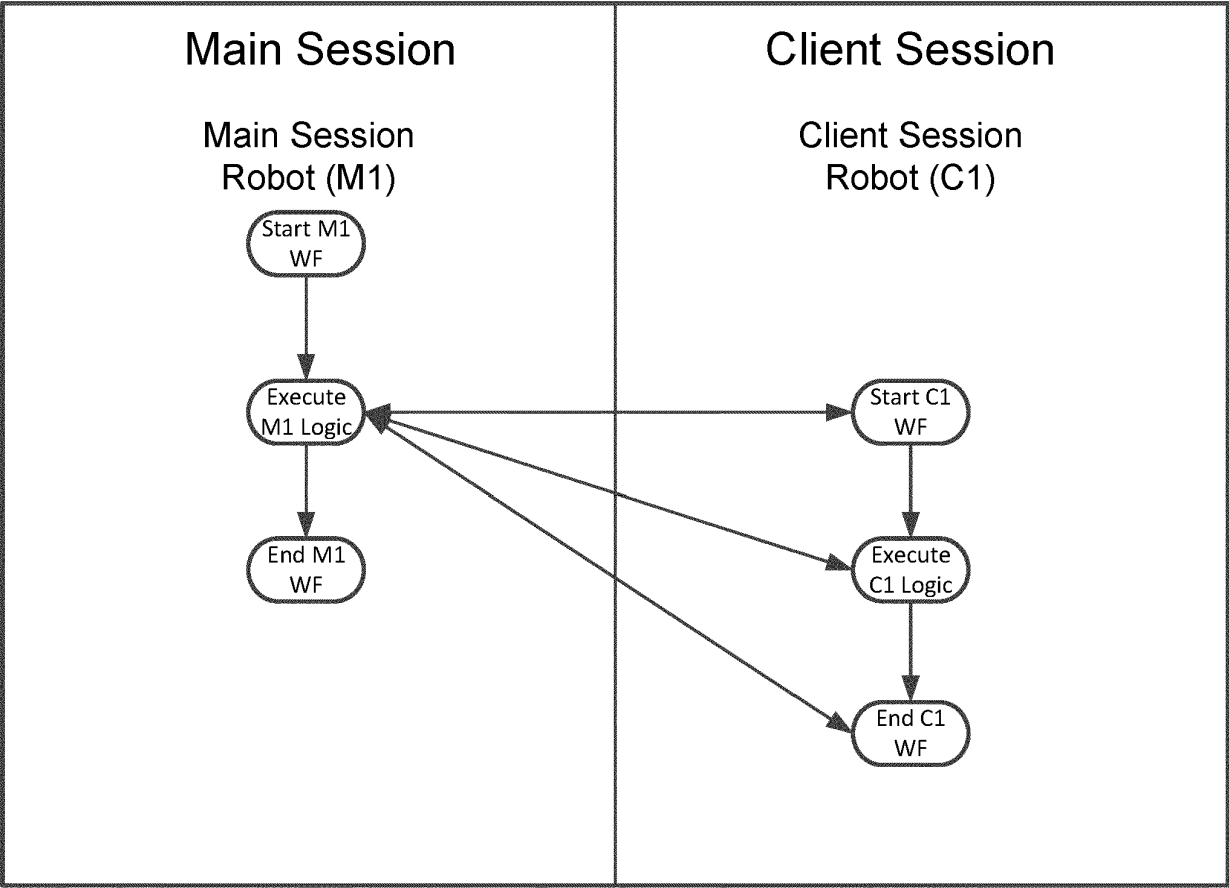 Main Session
Main Session
Robot (M1)
Start M1
WF
Execute
M1 Logic
End M1
WF
Client Session
Client Session
Robot (C1)
Start C1
WF
Execute
C1 Logic
End C1
WF